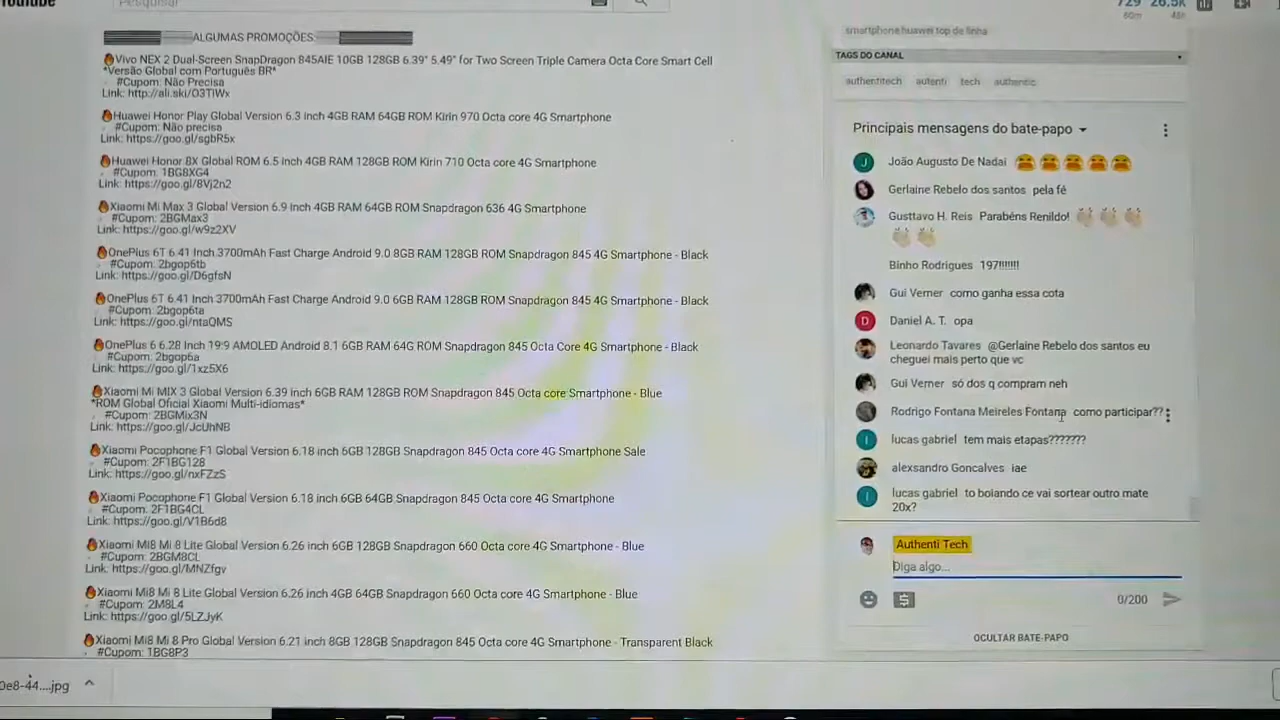 Pesquisar
729 26.5K
60m 48h
ALGUMAS PROMOÇÕES
🔥Vivo NEX 2 Dual-Screen SnapDragon 845AIE 10GB 128GB 6.39" 5.49" for Two Screen Triple Camera Octa Core Smart Cell
*Versão Global com Português BR*
#Cupom: Não Precisa
Link: http://ali.ski/O3TiWx
🔥Huawei Honor Play Global Version 6.3 inch 4GB RAM 64GB ROM Kirin 970 Octa core 4G Smartphone
#Cupom: Não precisa
Link: https://goo.gl/sgbR5x
🔥Huawei Honor 8X Global ROM 6.5 Inch 4GB RAM 128GB ROM Kirin 710 Octa core 4G Smartphone
#Cupom: 1BG8XG4
Link: https://goo.gl/8Vj2n2
🔥Xiaomi Mi Max 3 Global Version 6.9 inch 4GB RAM 64GB ROM Snapdragon 636 4G Smartphone
#Cupom: 2BGMax3
Link: https://goo.gl/w9z2XV
🔥OnePlus 6T 6.41 Inch 3700mAh Fast Charge Android 9.0 8GB RAM 128GB ROM Snapdragon 845 4G Smartphone - Black
#Cupom: 2bgop6tb
Link: https://goo.gl/D6gfsN
🔥OnePlus 6T 6.41 Inch 3700mAh Fast Charge Android 9.0 6GB RAM 128GB ROM Snapdragon 845 4G Smartphone - Black
#Cupom: 2bgop6ta
Link: https://goo.gl/ntaQMS
🔥OnePlus 6 6.28 Inch 19:9 AMOLED Android 8.1 6GB RAM 64G ROM Snapdragon 845 Octa Core 4G Smartphone - Black
#Cupom: 2bgop6a
Link: https://goo.gl/1xz5X6
🔥Xiaomi Mi MIX 3 Global Version 6.39 inch 6GB RAM 128GB ROM Snapdragon 845 Octa core Smartphone - Blue
*ROM Global Oficial Xiaomi Multi-idiomas*
#Cupom: 2BGMix3N
Link: https://goo.gl/JcUhNB
🔥Xiaomi Pocophone F1 Global Version 6.18 inch 6GB 128GB Snapdragon 845 Octa core 4G Smartphone Sale
#Cupom: 2F1BG128
Link: https://goo.gl/nxFZzS
🔥Xiaomi Pocophone F1 Global Version 6.18 inch 6GB 64GB Snapdragon 845 Octa core 4G Smartphone
#Cupom: 2F1BG4CL
Link: https://goo.gl/V1B6d8
🔥Xiaomi Mi8 Mi 8 Lite Global Version 6.26 inch 6GB 128GB Snapdragon 660 Octa core 4G Smartphone - Blue
#Cupom: 2BGM8CL
Link: https://goo.gl/MNZfgv
🔥Xiaomi Mi8 Mi 8 Lite Global Version 6.26 inch 4GB 64GB Snapdragon 660 Octa core 4G Smartphone - Blue
#Cupom: 2M8L4
Link: https://goo.gl/5LZJyK
🔥Xiaomi Mi8 Mi 8 Pro Global Version 6.21 inch 8GB 128GB Snapdragon 845 Octa core 4G Smartphone - Transparent Black
#Cupom: 1BG8P3
smartphone huawei top de linha
TAGS DO CANAL
authentitech autenti tech authentic
Principais mensagens do bate-papo
João Augusto De Nadai 😫😫😫😫😫
Gerlaine Rebelo dos santos pela fé
Gusttavo H. Reis Parabéns Renildo! 👏🏻👏🏻👏🏻
👏🏻👏🏻
Binho Rodrigues 197!!!!!!!
Gui Verner como ganha essa cota
D Daniel A. T. opa
Leonardo Tavares @Gerlaine Rebelo dos santos eu
cheguei mais perto que vc
Gui Verner só dos q compram neh
Rodrigo Fontana Meireles Fontana como participar??
lucas gabriel tem mais etapas???????
alexsandro Goncalves iae
lucas gabriel to bolando ce vai sortear outro mate
20x?
Authenti Tech
Diga algo...
0/200
OCULTAR BATE-PAPO
0e8-44....jpg